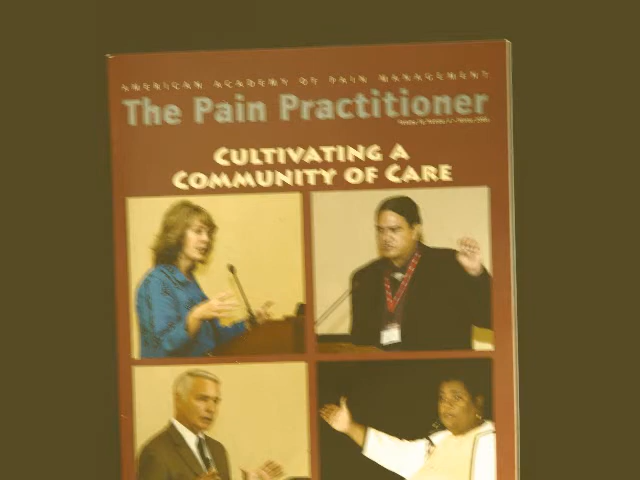 AMERICAN ACADEMY OF PAIN MANAGEMENT
The Pain Practitioner
CULTIVATING A
COMMUNITY OF CARE